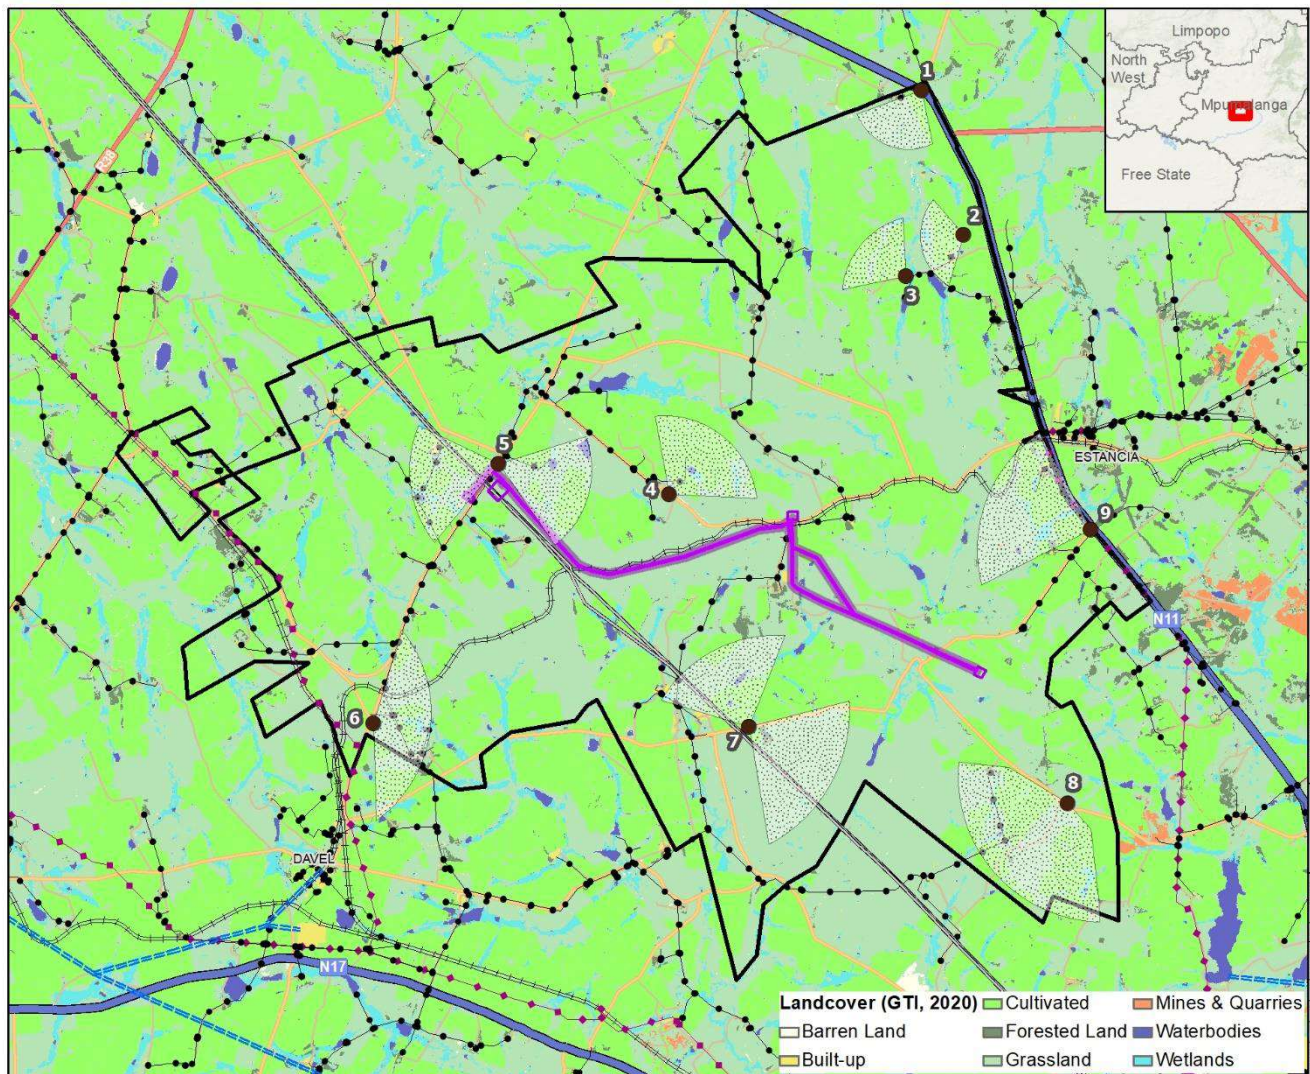 Limpopo
North
West
Mpumalanga
Free State
1
R36
2
3
5
4
ESTANCIA
9
N11
6
7
8
DAVEL
N17
Landcover (GTI, 2020)
Cultivated
Mines & Quarries
Barren Land
Forested Land
Waterbodies
Built-up
Grassland
Wetlands